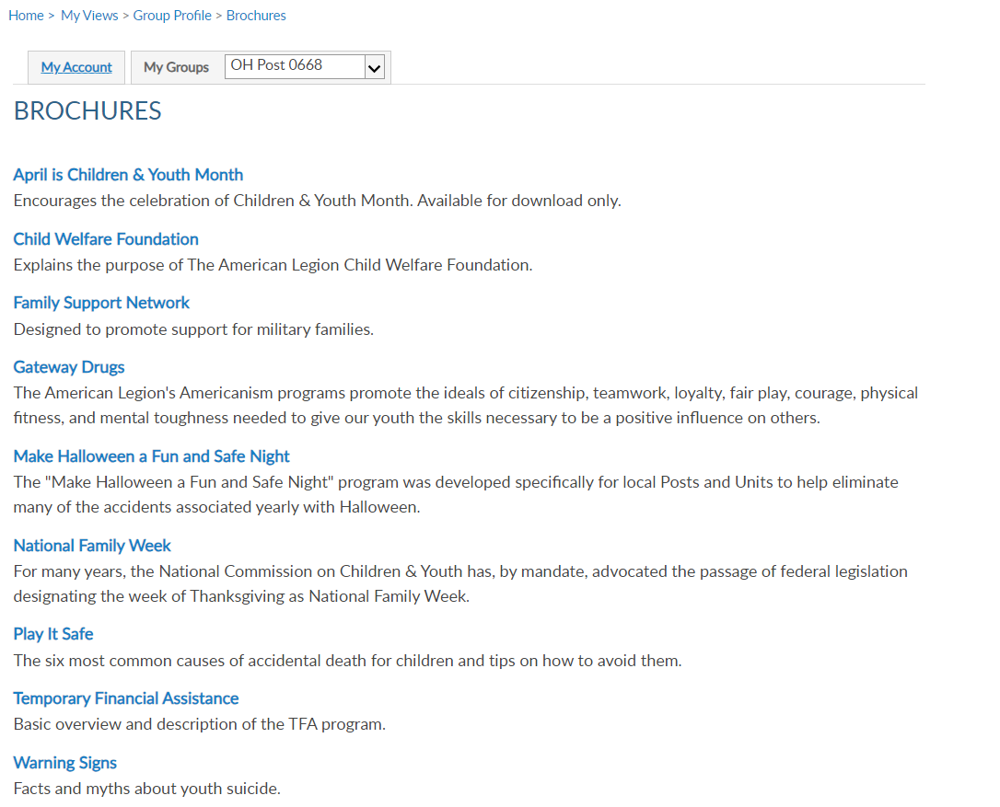 Home > My Views > Group Profile > Brochures
My Account My Groups OH Post 0668
BROCHURES
April is Children & Youth Month
Encourages the celebration of Children & Youth Month. Available for download only.
Child Welfare Foundation
Explains the purpose of The American Legion Child Welfare Foundation.
Family Support Network
Designed to promote support for military families.
Gateway Drugs
The American Legion's Americanism programs promote the ideals of citizenship, teamwork, loyalty, fair play, courage, physical
fitness, and mental toughness needed to give our youth the skills necessary to be a positive influence on others.
Make Halloween a Fun and Safe Night
The "Make Halloween a Fun and Safe Night" program was developed specifically for local Posts and Units to help eliminate
many of the accidents associated yearly with Halloween.
National Family Week
For many years, the National Commission on Children & Youth has, by mandate, advocated the passage of federal legislation
designating the week of Thanksgiving as National Family Week.
Play It Safe
The six most common causes of accidental death for children and tips on how to avoid them.
Temporary Financial Assistance
Basic overview and description of the TFA program.
Warning Signs
Facts and myths about youth suicide.